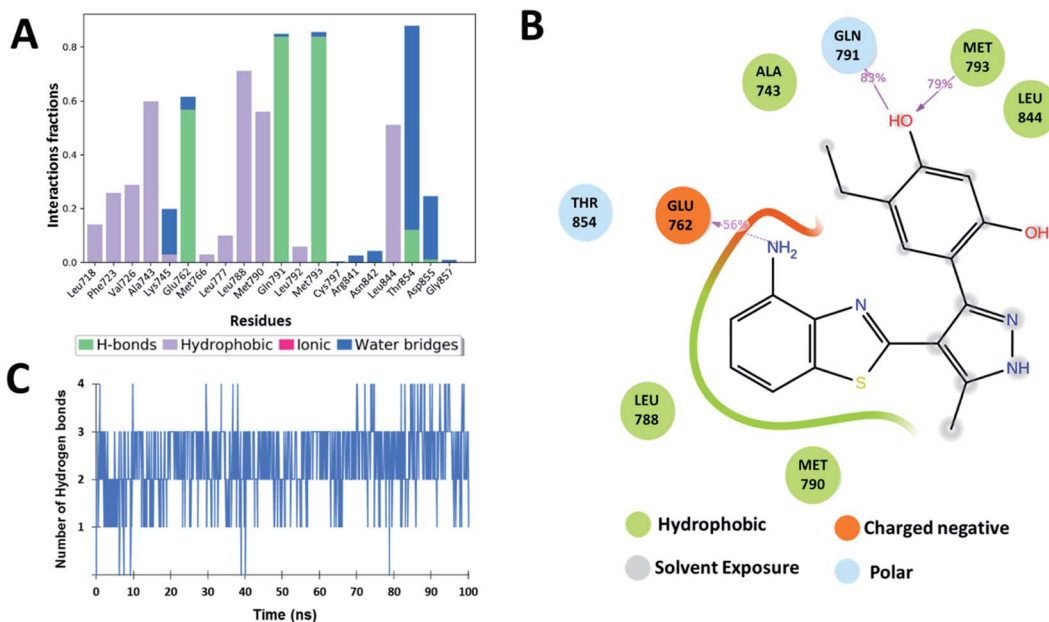 A
Interactions fractions
0.8
0.6
0.4
0.2
0.0
Leu718
Phe723
Val726
Ala743
Lys745
Glu762
Met766
Leu777
Leu788
Met790
Gln791
Leu792
Met793
Cys797
Arg841
Asn842
Leu844
Thr854
Asp855
Gly857
Residues
H-bonds Hydrophobic Ionic Water bridges
B
GLN
791
MET
793
ALA
743
83%
79%
LEU
844
HO
THR
854
GLU
762
56%
OH
NH2
N
N
NH
S
LEU
788
MET
790
Hydrophobic
Charged negative
Solvent Exposure
Polar
C
Number of Hydrogen bonds
4
3
2
1
0 10 20 30 40 50 60 70 80 90 100
Time (ns)